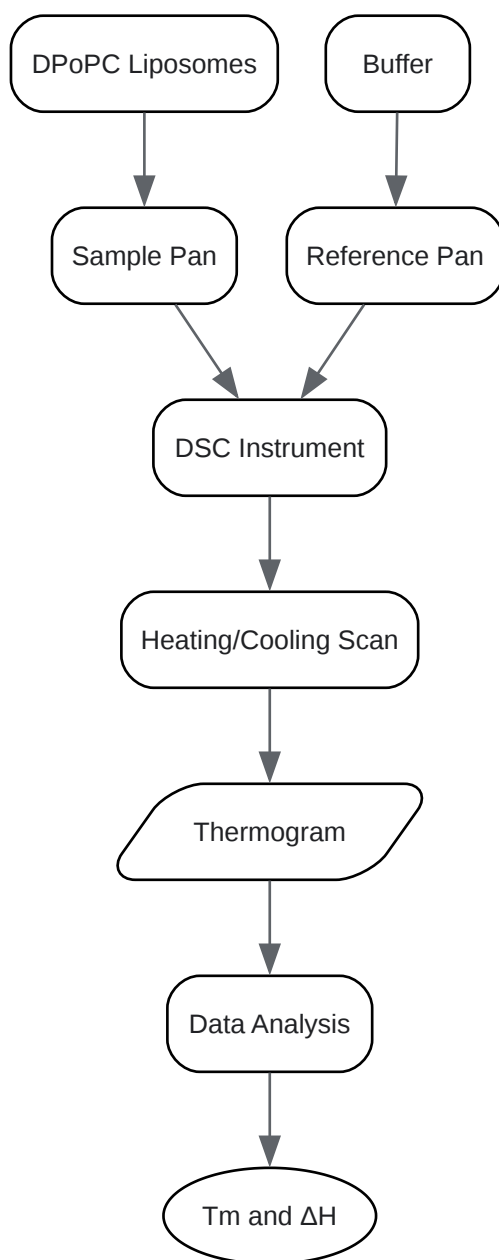 DPoPC Liposomes
Buffer
Sample Pan
Reference Pan
DSC Instrument
Heating/Cooling Scan
Thermogram
Data Analysis
Tm and ΔH